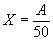 X = A/50